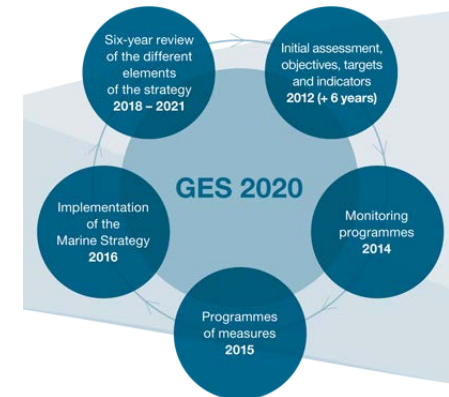 Six-year review
of the different
elements
of the strategy
2018 – 2021
Initial assessment,
objectives, targets
and indicators
2012 (+ 6 years)
GES 2020
Implementation
of the
Marine Strategy
2016
Monitoring
programmes
2014
Programmes
of measures
2015